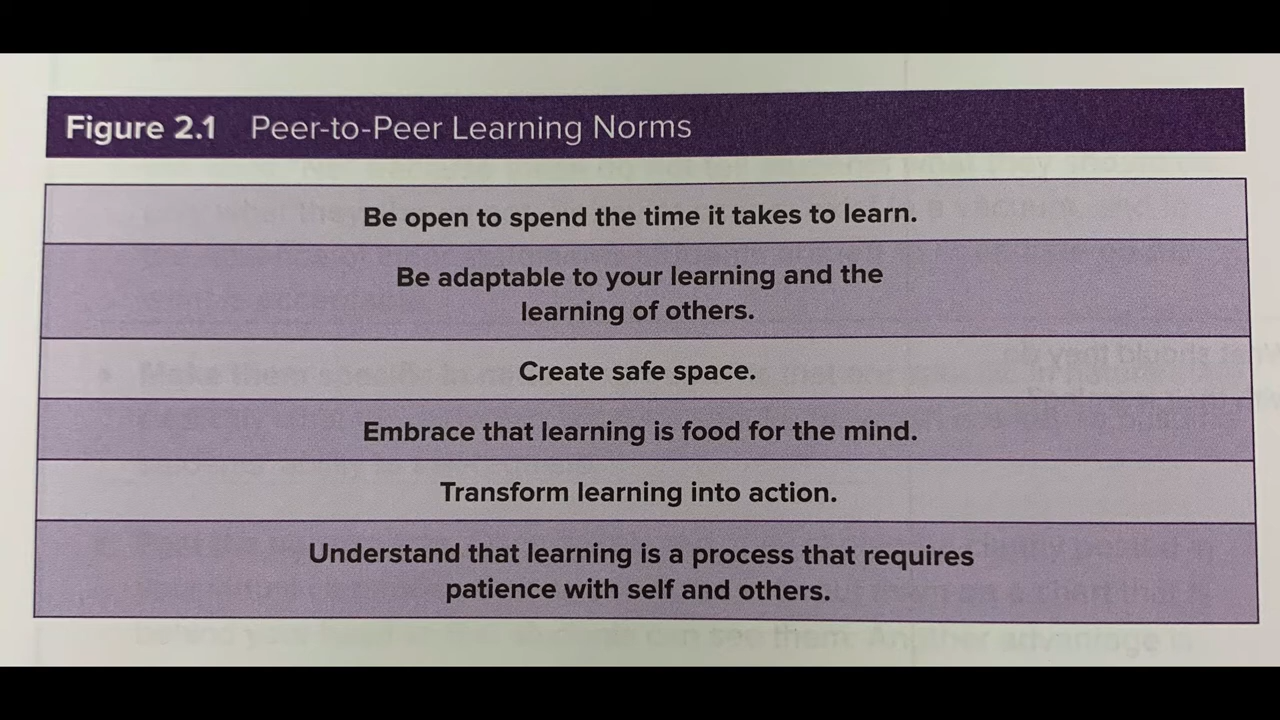 Figure 2.1 Peer-to-Peer Learning Norms
Be open to spend the time it takes to learn.
Be adaptable to your learning and the
learning of others.
Create safe space.
Embrace that learning is food for the mind.
Transform learning into action.
Understand that learning is a process that requires
patience with self and others.